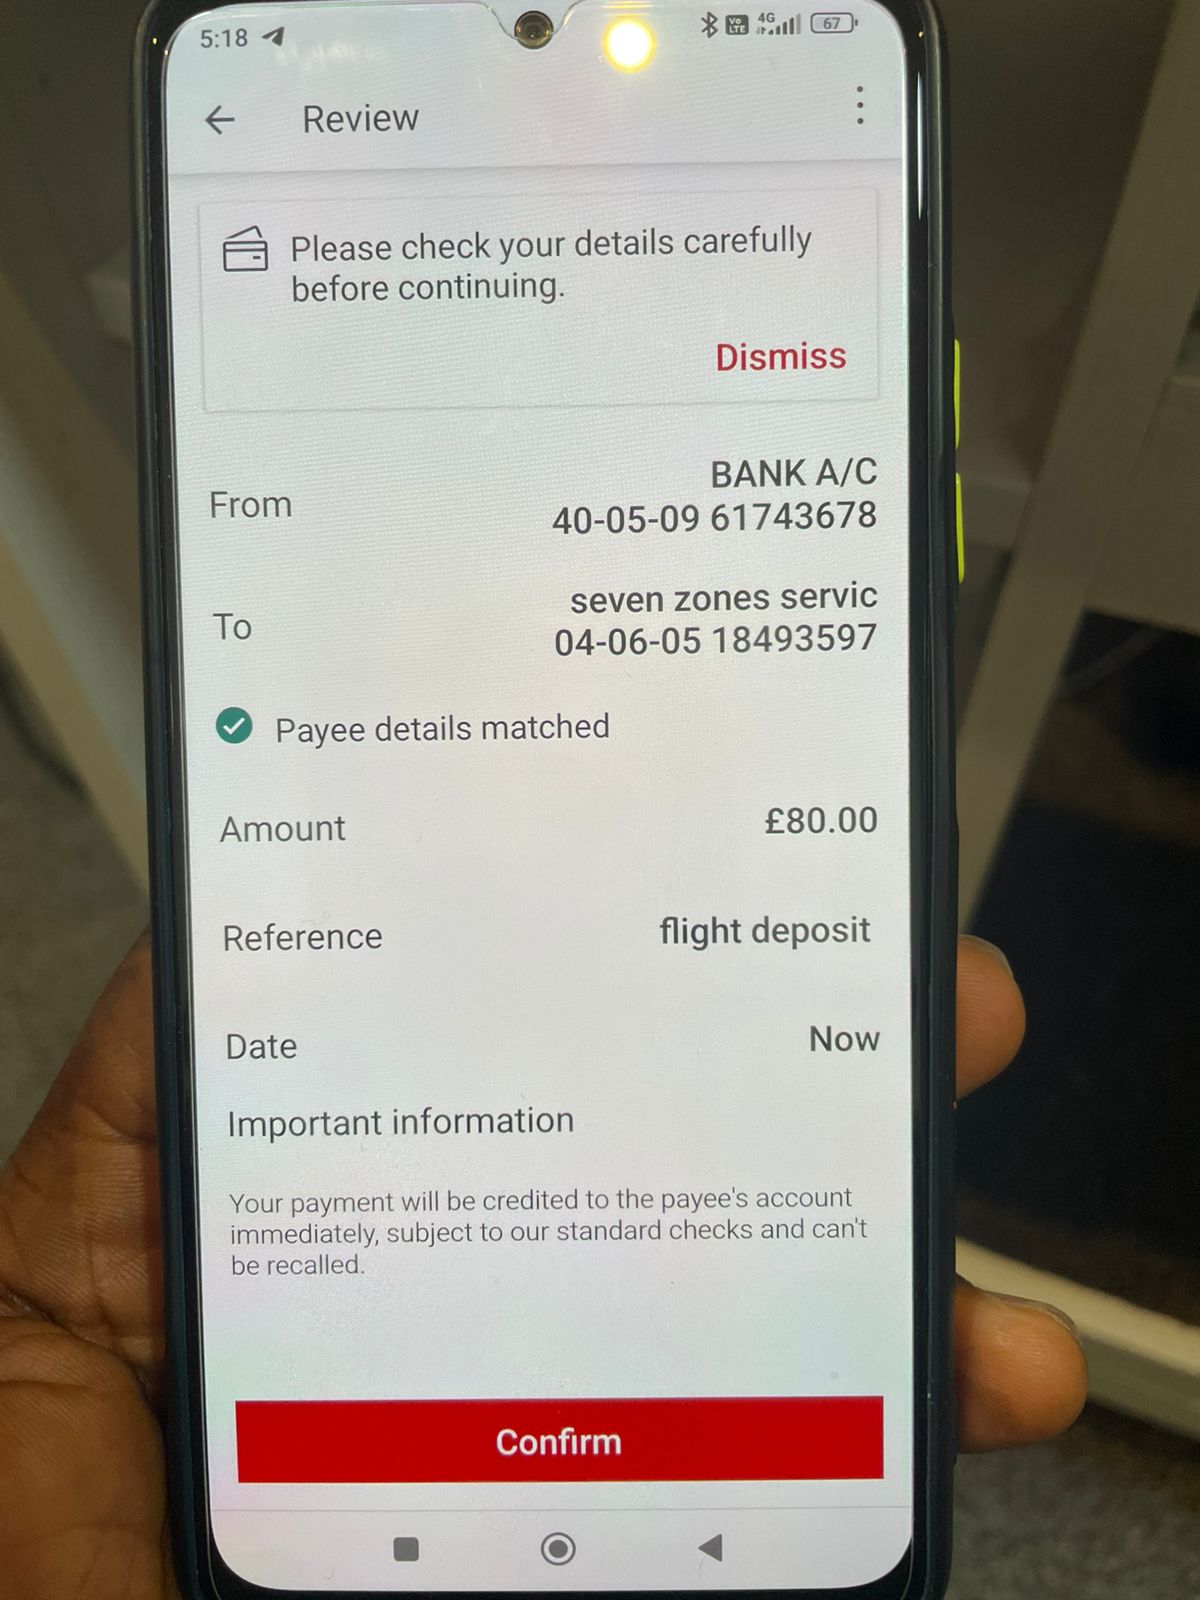 5:18
Vo LTE 4G 67
Review
Please check your details carefully
before continuing.
Dismiss
BANK A/C
From
40-05-09 61743678
seven zones servic
To
04-06-05 18493597
Payee details matched
Amount £80.00
Reference flight deposit
Date Now
Important information
Your payment will be credited to the payee's account
immediately, subject to our standard checks and can't
be recalled.
Confirm